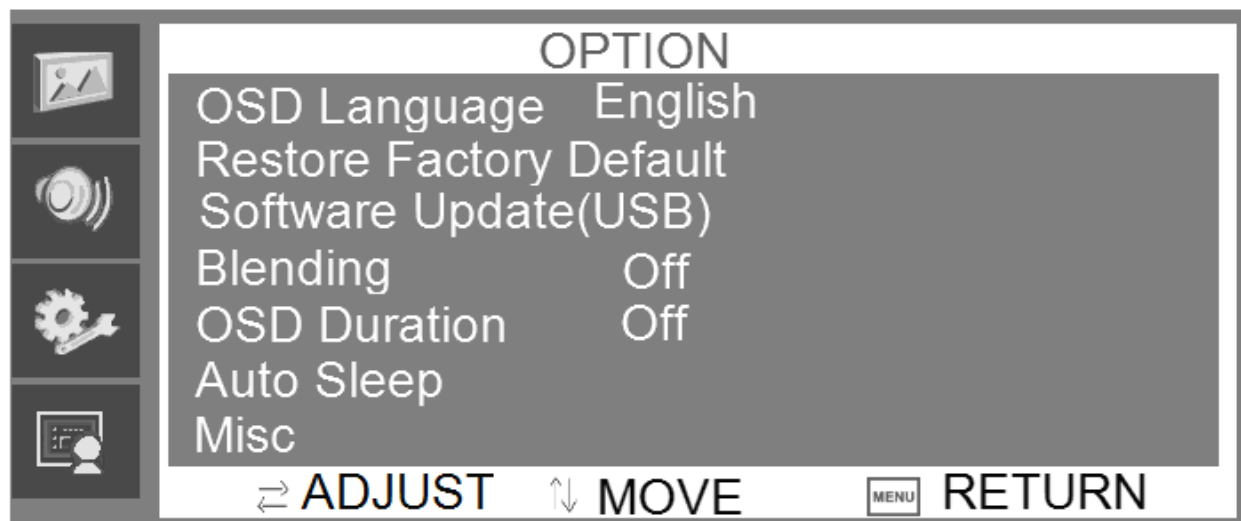 OPTION
OSD Language English
Restore Factory Default
Software Update(USB)
Blending Off
OSD Duration Off
Auto Sleep
Misc
ADJUST MOVE MENU RETURN